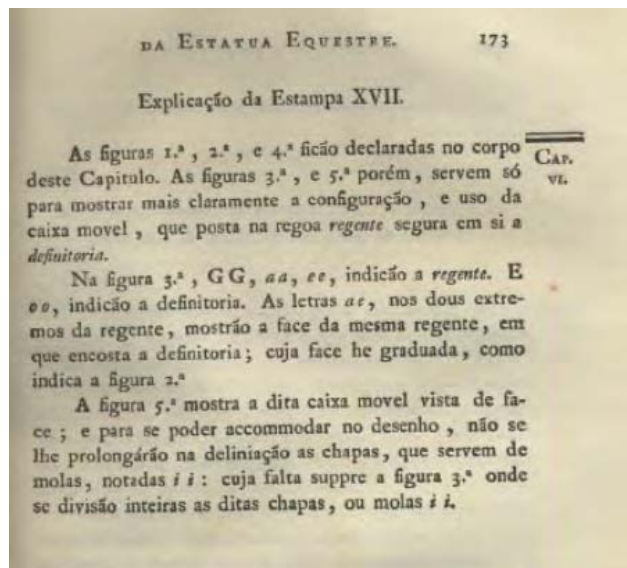 DA ESTATUA EQUESTRE. 173
Explicação da Estampa XVII.
As figuras 1.ª , 2.ª , e 4.ª ficão declaradas no corpo
deste Capitulo. As figuras 3.ª , e 5.ª porém, servem só
para mostrar mais claramente a configuração , e uso da
caixa movel , que posta na regoa regente segura em si a
definitoria.
CAP.
VI.
Na figura 3.ª , G G, aa, ee, indicão a regente. E
oo, indicão a definitoria. As letras ae, nos dous extre-
mos da regente, mostrão a face da mesma regente, em
que encosta a definitoria; cuja face he graduada, como
indica a figura 2.ª
A figura 5.ª mostra a dita caixa movel vista de fa-
ce ; e para se poder accommodar no desenho , não se
lhe prolongárão na deliniação as chapas, que servem de
molas, notadas i i : cuja falta suppre a figura 3.ª onde
se divisão inteiras as ditas chapas, ou molas i i.